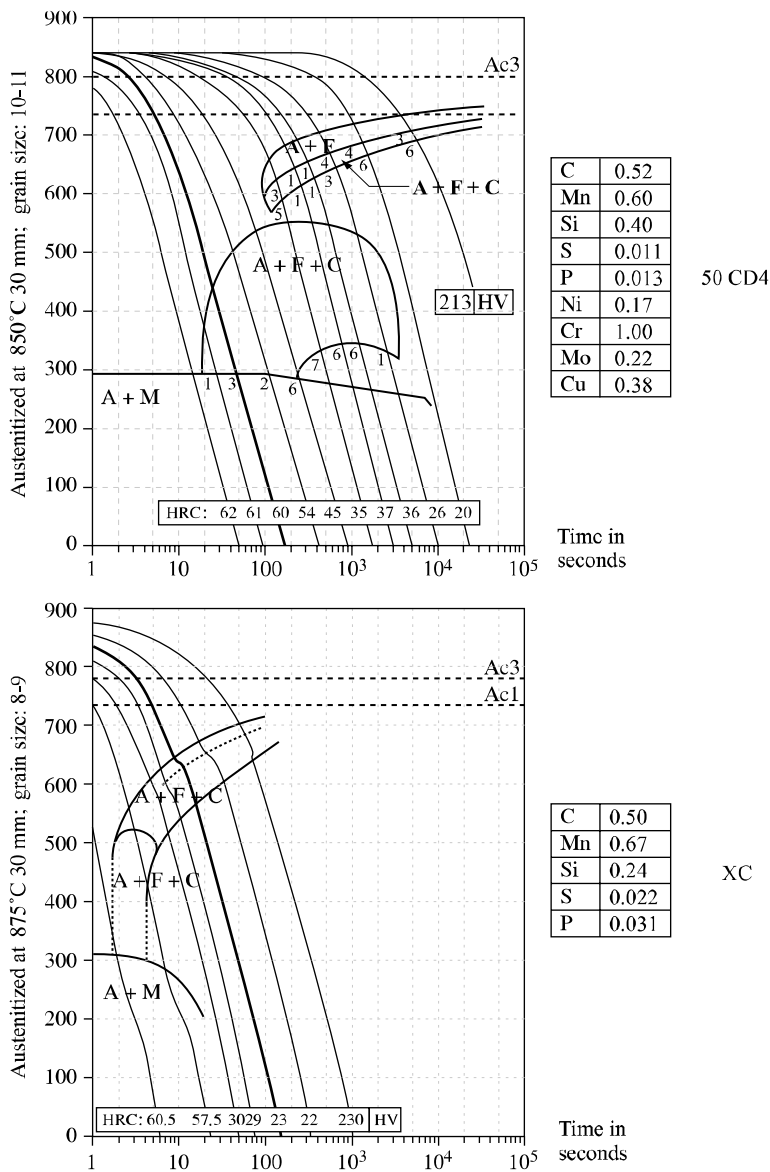 900
800
700
600
500
400
300
200
100
0
Austenitized at 850°C 30 mm; grain size: 10-11
Ac3
A + F
A + F + C
A + F + C
A + M
3 1 1 4 4 3
5 1 1 3 6 6
213 HV
7 6 6 1
1 3 2 6
HRC: 62 61 60 54 45 35 37 36 26 20
1 10 100 10³ 10⁴ 10⁵
Time in
seconds
C 0.52
Mn 0.60
Si 0.40
S 0.011
P 0.013
Ni 0.17
Cr 1.00
Mo 0.22
Cu 0.38
50 CD4
900
800
700
600
500
400
300
200
100
0
Austenitized at 875°C 30 mm; grain size: 8-9
Ac3
Ac1
A + F + C
A + F + C
A + M
HRC: 60.5 57.5 30 29 23 22 230 HV
1 10 100 10³ 10⁴ 10⁵
Time in
seconds
C 0.50
Mn 0.67
Si 0.24
S 0.022
P 0.031
XC